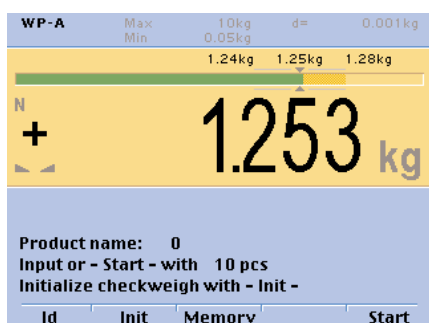 WP-A Max 10kg d= 0.001kg
Min 0.05kg
1.24kg 1.25kg 1.28kg
N
+ 1.253 kg
Product name: 0
Input or - Start - with 10 pcs
Initialize checkweigh with - Init -
Id Init Memory Start